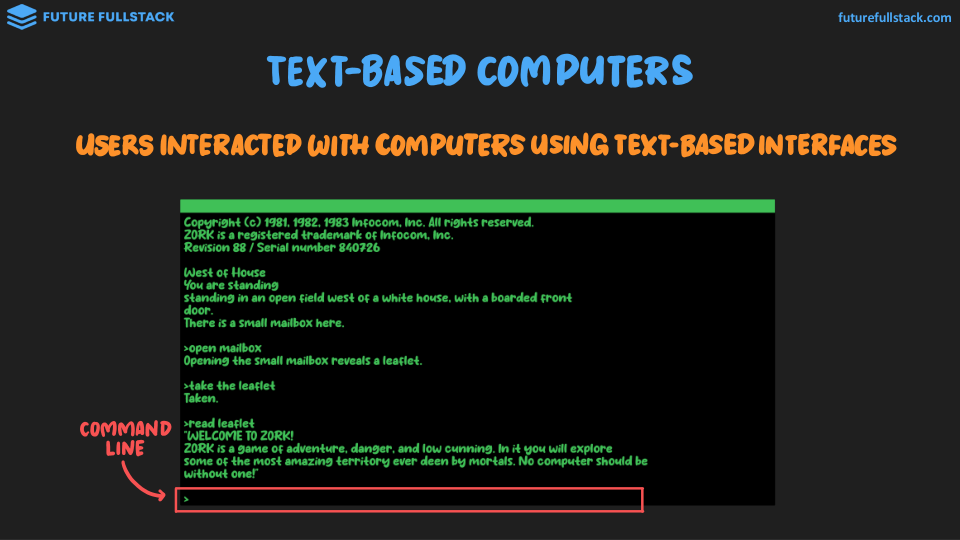 FUTURE FULLSTACK
futurefullstack.com
TEXT-BASED COMPUTERS
USERS INTERACTED WITH COMPUTERS USING TEXT-BASED INTERFACES
Copyright (c) 1981, 1982, 1983 Infocom, Inc. All rights reserved.
ZORK is a registered trademark of Infocom, Inc.
Revision 88 / Serial number 840726
West of House
You are standing
standing in an open field west of a white house, with a boarded front
door.
There is a small mailbox here.
>open mailbox
Opening the small mailbox reveals a leaflet.
>take the leaflet
Taken.
>read leaflet
"WELCOME TO ZORK!
ZORK is a game of adventure, danger, and low cunning. In it you will explore
some of the most amazing territory ever deen by mortals. No computer should be
without one!"
COMMAND
LINE
>